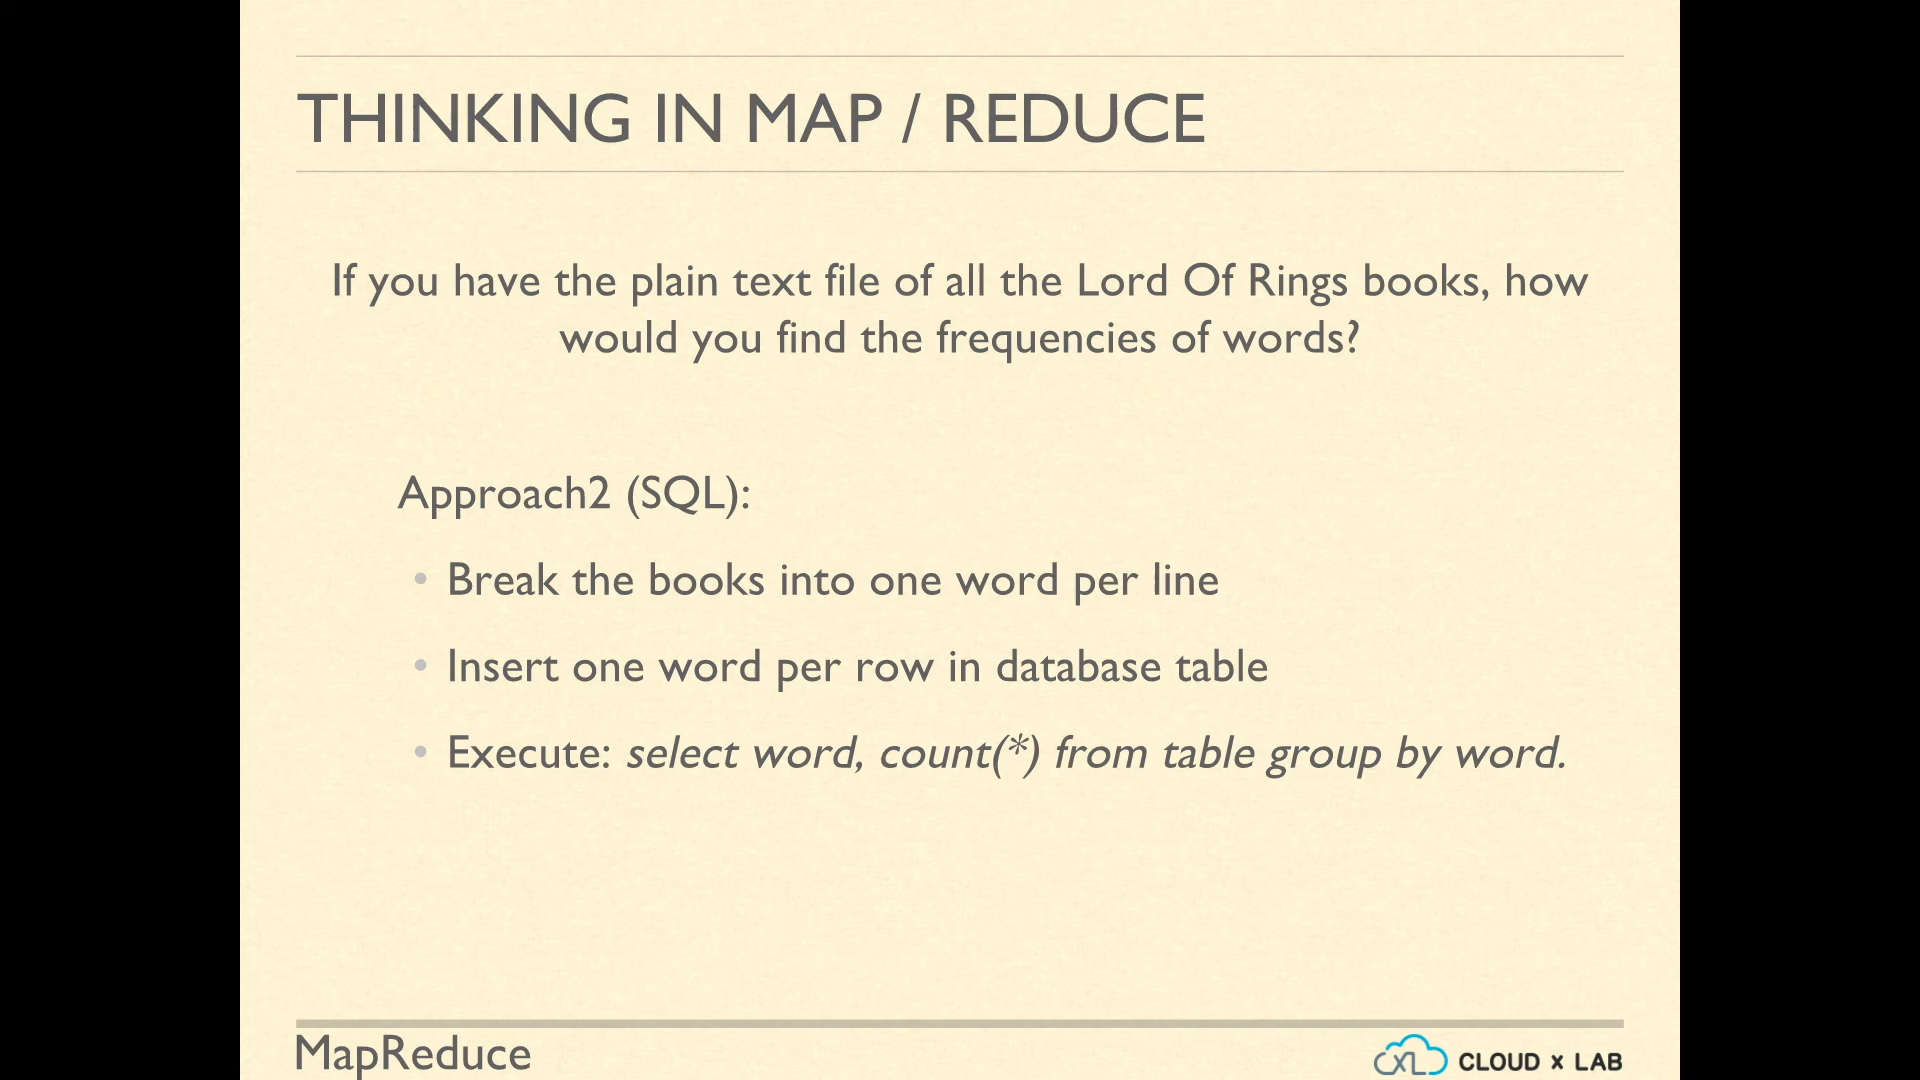 THINKING IN MAP / REDUCE
If you have the plain text file of all the Lord Of Rings books, how
would you find the frequencies of words?
Approach2 (SQL):
• Break the books into one word per line
• Insert one word per row in database table
• Execute: select word, count(*) from table group by word.
MapReduce
CXL CLOUD x LAB